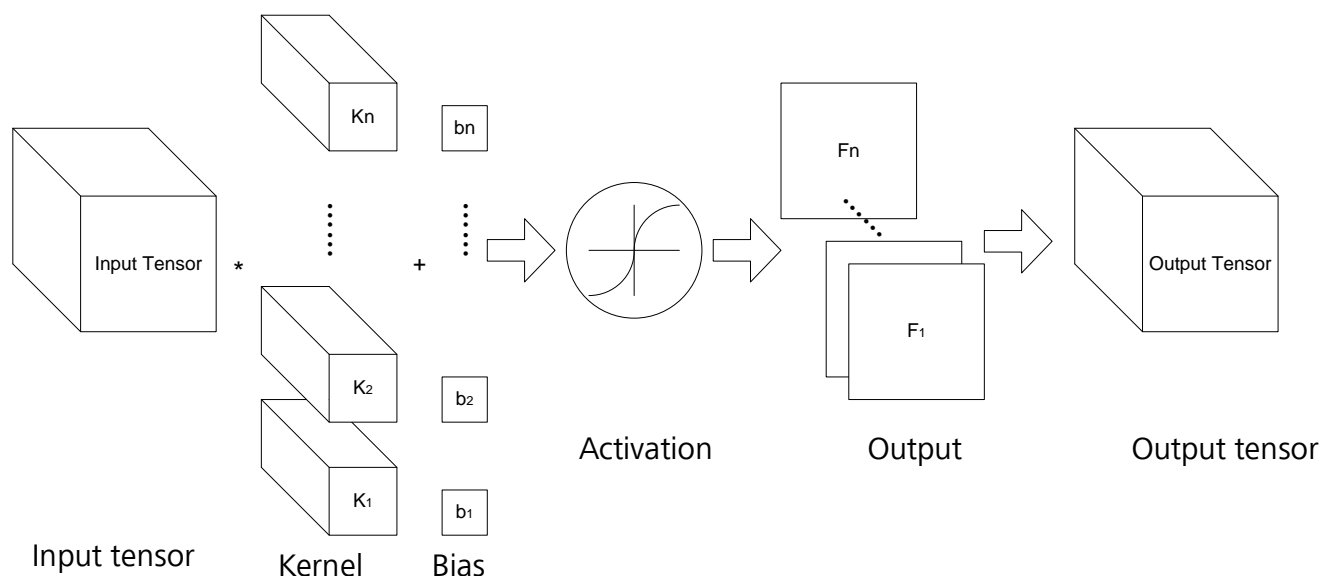 Kn
bn
Fn
Input Tensor
*
+
Output Tensor
F1
K2
b2
Activation
Output
Output tensor
K1
b1
Input tensor
Kernel
Bias